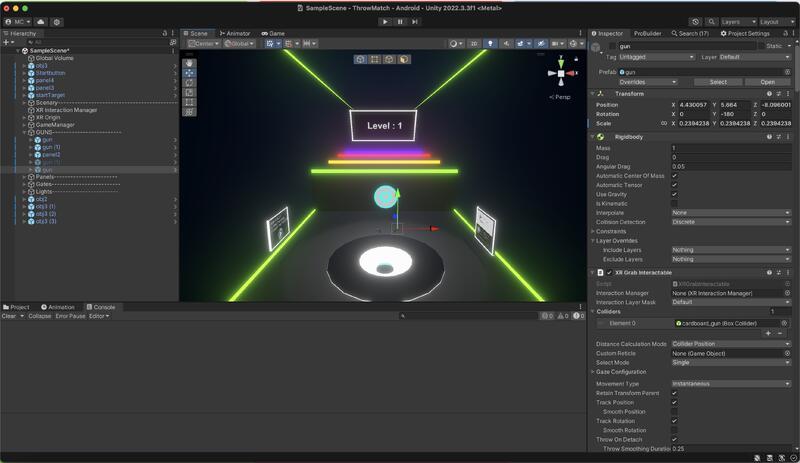 SampleScene - ThrowMatch - Android - Unity 2022.3.3f1 <Metal>
MC
Layers
Layout
Hierarchy
Scene
Animator
Game
Inspector
ProBuilder
Search (17)
Project Settings
All
Center
Global
2D
SampleScene*
Global Volume
obj3
Startbutton
panel4
panel3
startTarget
Scenary
XR Interaction Manager
XR Origin
GameManager
GUNS
gun
gun (1)
panel2
gun (1)
gun
Panels
Gates
Lights
obj2
obj3 (1)
obj3 (2)
obj3 (3)
Persp
Level : 1
gun
Static
Tag Untagged Layer Default
Prefab gun
Overrides Select Open
Transform
Position X 4.430057 Y 5.664 Z -8.096001
Rotation X 0 Y -180 Z 0
Scale X 0.2394238 Y 0.2394238 Z 0.2394238
Rigidbody
Mass 1
Drag 0
Angular Drag 0.05
Automatic Center Of Mass
Automatic Tensor
Use Gravity
Is Kinematic
Interpolate None
Collision Detection Discrete
Constraints
Layer Overrides
Include Layers Nothing
Exclude Layers Nothing
XR Grab Interactable
Script XRGrabInteractable
Interaction Manager None (XR Interaction Manager)
Interaction Layer Mask Default
Colliders 1
Element 0 cardboard_gun (Box Collider)
Distance Calculation Mode Collider Position
Custom Reticle None (Game Object)
Select Mode Single
Gaze Configuration
Movement Type Instantaneous
Retain Transform Parent
Track Position
Smooth Position
Track Rotation
Smooth Rotation
Throw On Detach
Throw Smoothing Duratio 0.25
Project
Animation
Console
Clear Collapse Error Pause Editor
0 0 0